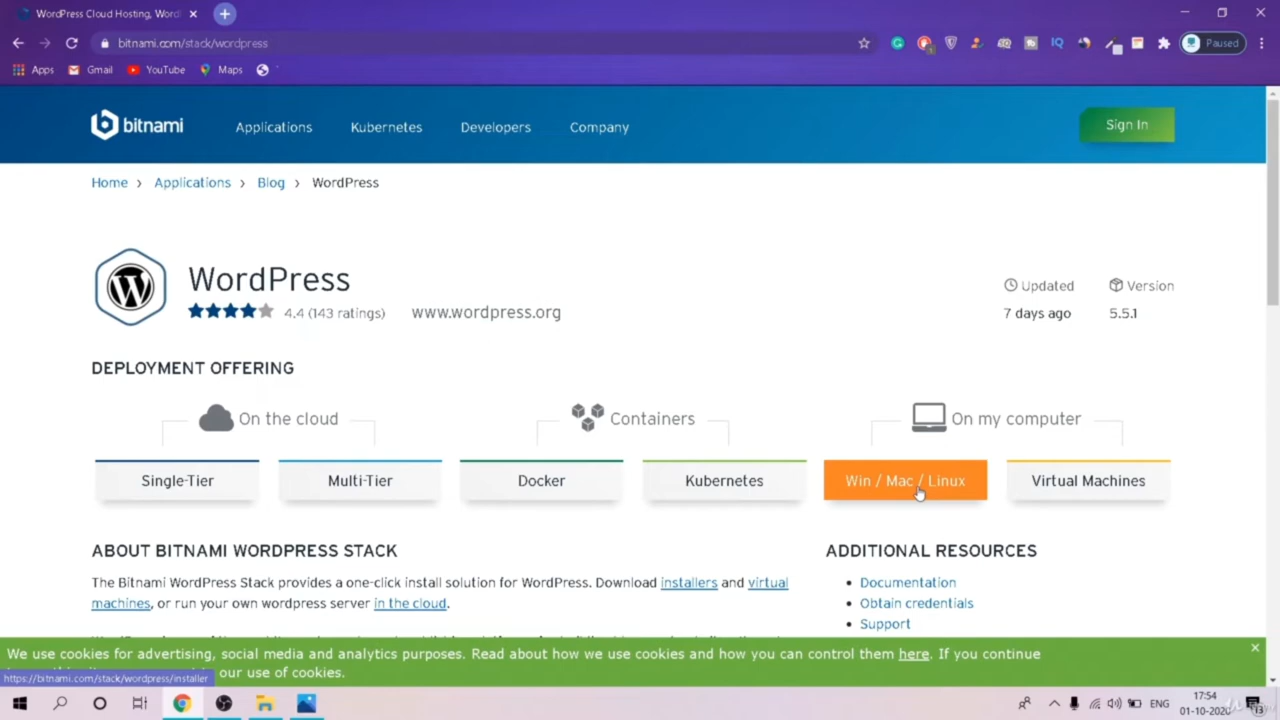 WordPress Cloud Hosting, Word
bitnami.com/stack/wordpress
Paused
Apps Gmail YouTube Maps
bitnami Applications Kubernetes Developers Company Sign In
Home > Applications > Blog > WordPress
WordPress
4.4 (143 ratings) www.wordpress.org
Updated Version
7 days ago 5.5.1
DEPLOYMENT OFFERING
On the cloud Containers On my computer
Single-Tier Multi-Tier Docker Kubernetes Win / Mac / Linux Virtual Machines
ABOUT BITNAMI WORDPRESS STACK
The Bitnami WordPress Stack provides a one-click install solution for WordPress. Download installers and virtual
machines, or run your own wordpress server in the cloud.
ADDITIONAL RESOURCES
• Documentation
• Obtain credentials
• Support
We use cookies for advertising, social media and analytics purposes. Read about how we use cookies and how you can control them here. If you continue
our use of cookies.
https://bitnami.com/stack/wordpress/installer
ENG
17:54
01-10-2020